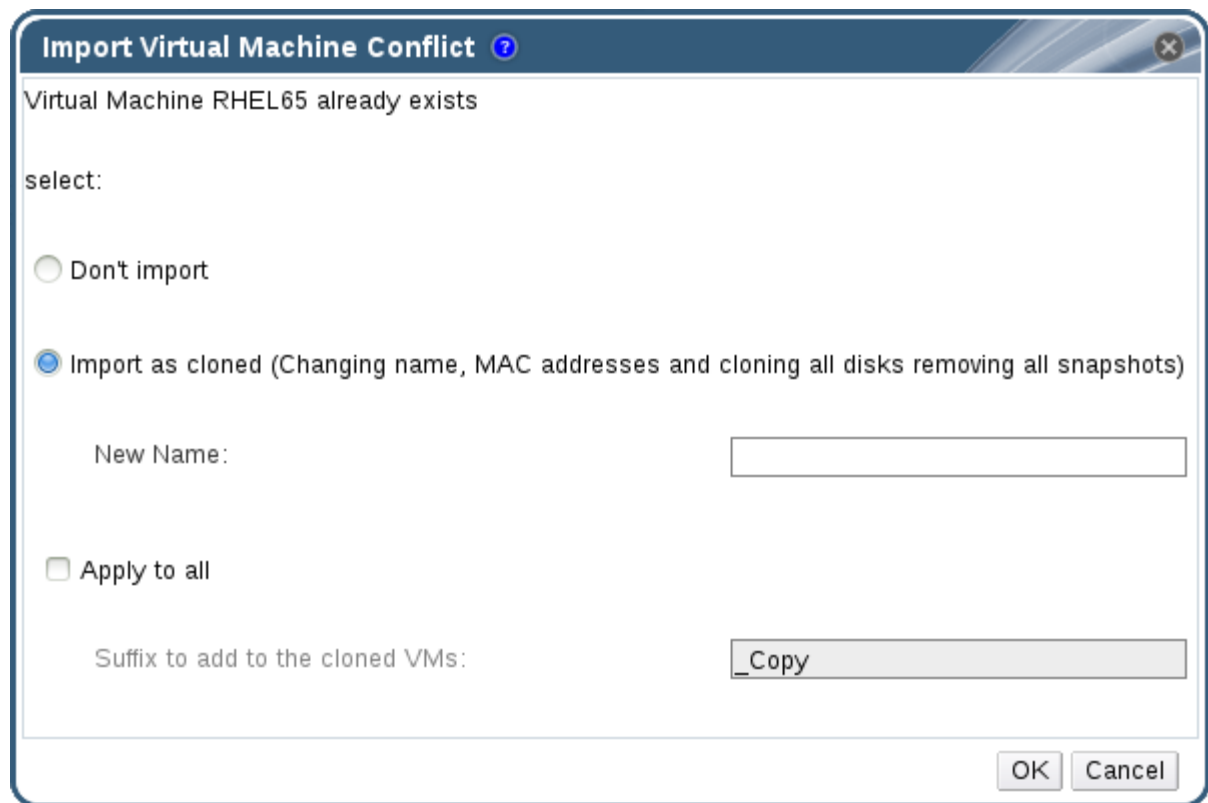 Import Virtual Machine Conflict ?
Virtual Machine RHEL65 already exists
select:
Don't import
Import as cloned (Changing name, MAC addresses and cloning all disks removing all snapshots)
New Name:
Apply to all
Suffix to add to the cloned VMs: _Copy
OK Cancel